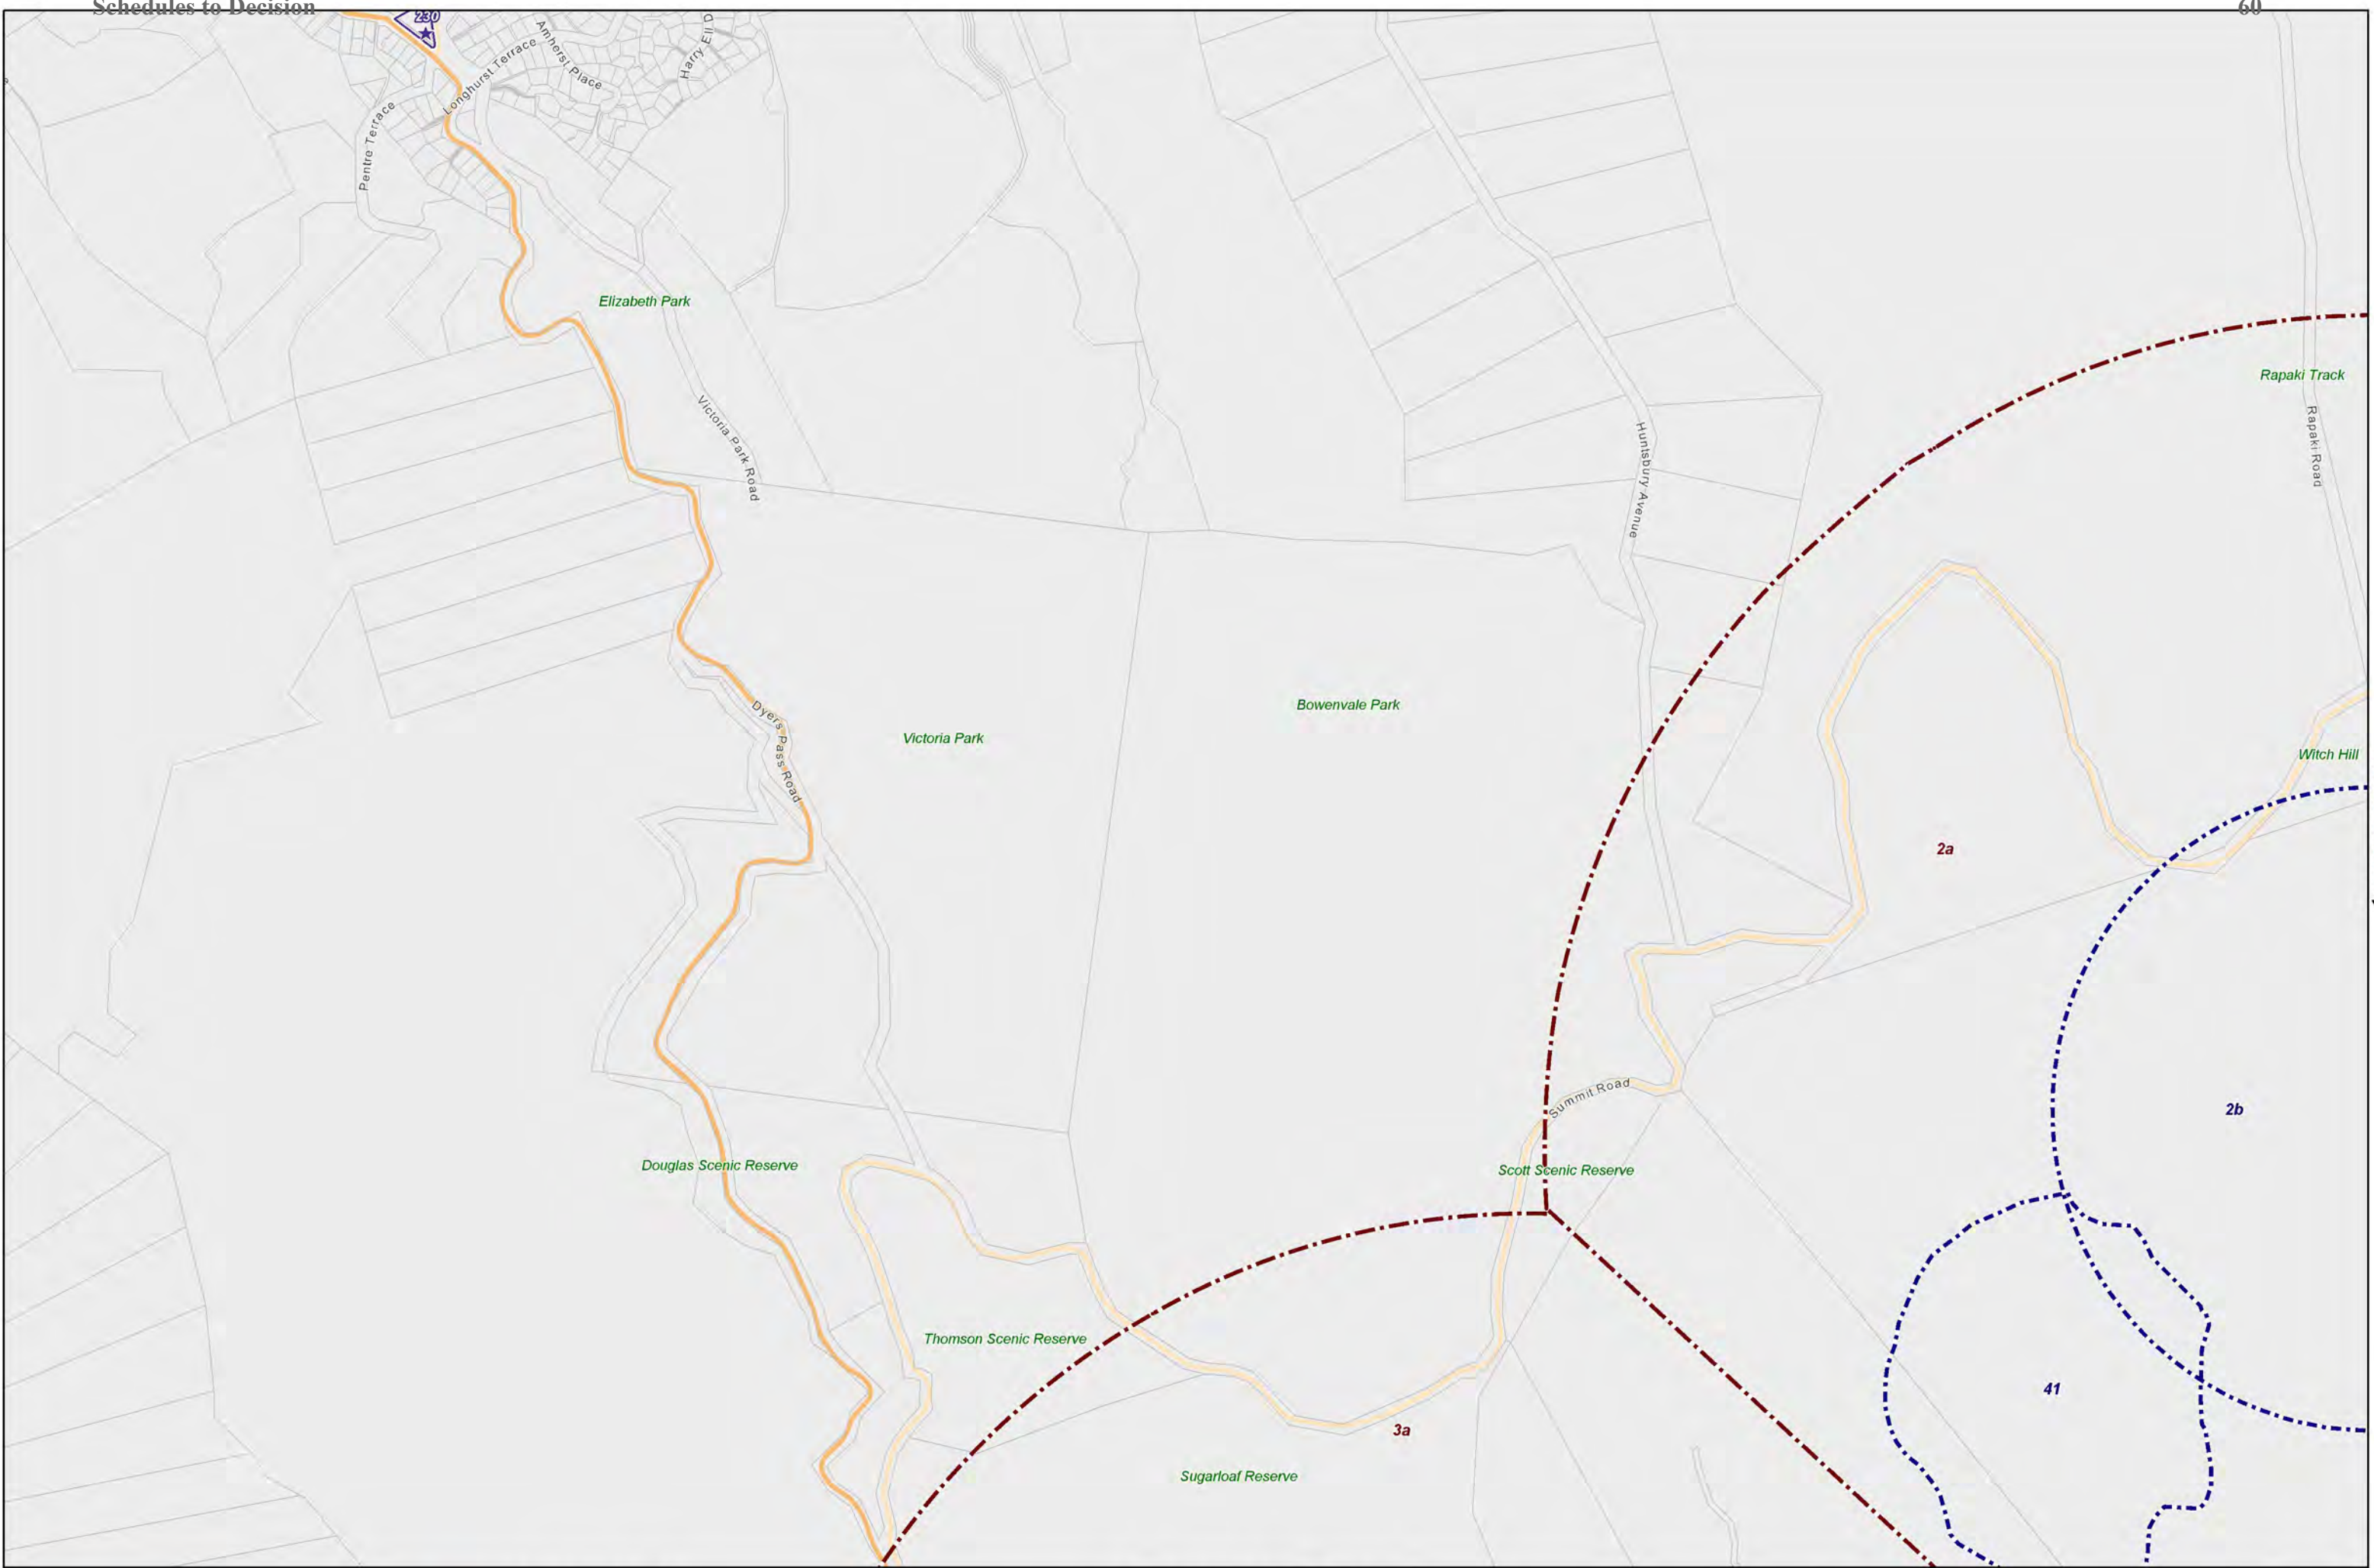 Schedules to Decision
60
230
Longhurst Terrace
Amherst Place
Harry Ell D
Pentre Terrace
Elizabeth Park
Rapaki Track
Victoria Park Road
Huntsbury Avenue
Rapaki Road
Bowenvale Park
Victoria Park
Dyers Pass Road
Witch Hill
2a
Summit Road
2b
Douglas Scenic Reserve
Scott Scenic Reserve
Thomson Scenic Reserve
41
3a
Sugarloaf Reserve